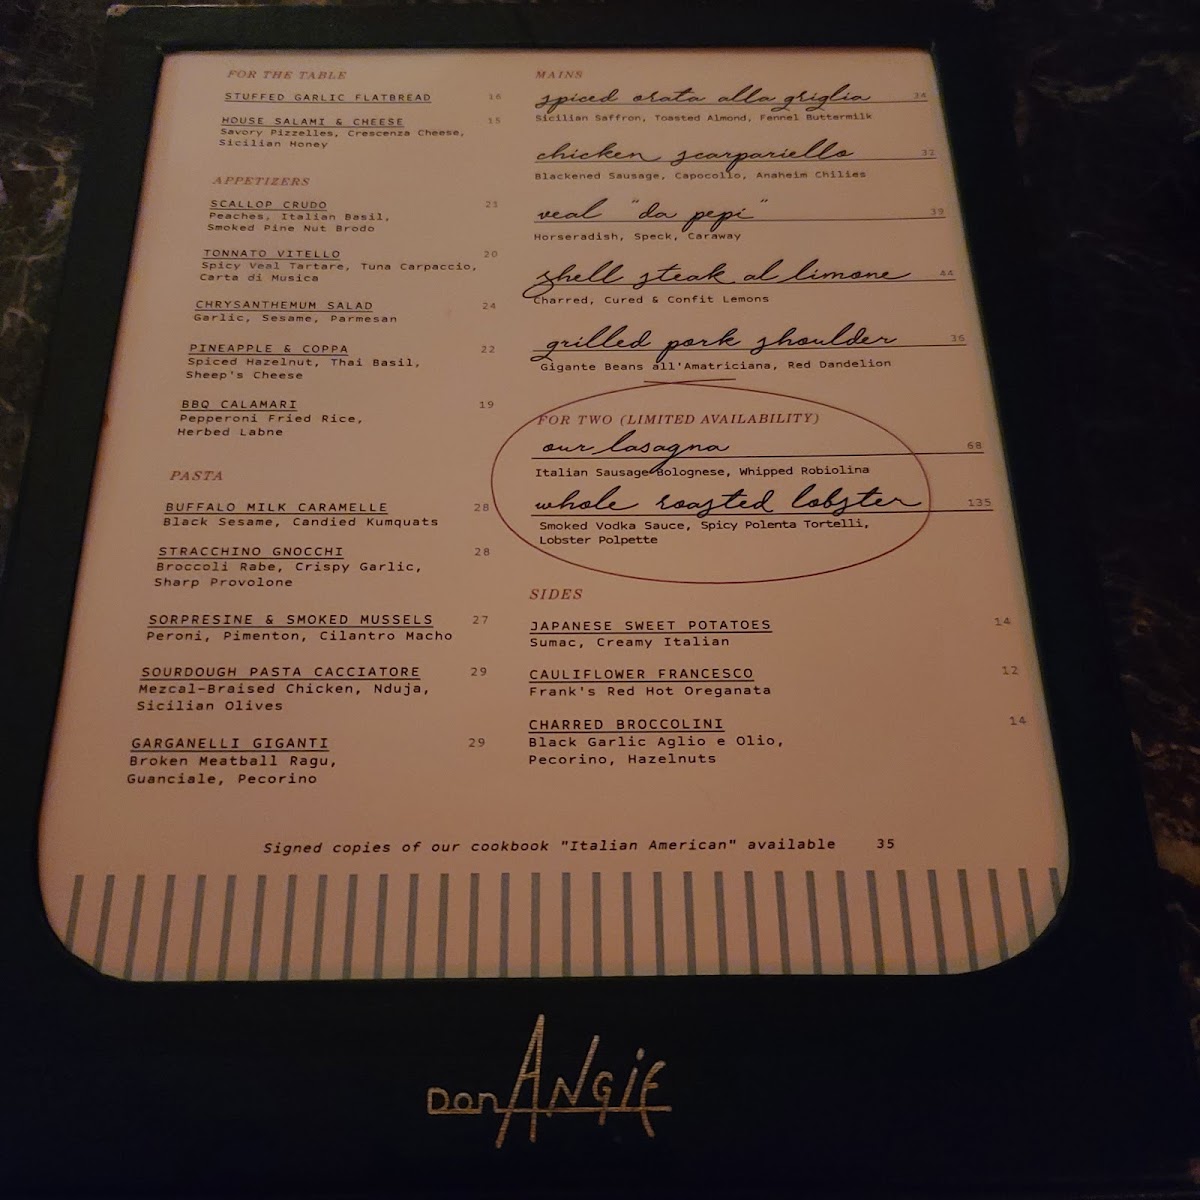 FOR THE TABLE
STUFFED GARLIC FLATBREAD 16
HOUSE SALAMI & CHEESE 15
Savory Pizzelles, Crescenza Cheese,
Sicilian Honey
APPETIZERS
SCALLOP CRUDO 23
Peaches, Italian Basil,
Smoked Pine Nut Brodo
TONNATO VITELLO 20
Spicy Veal Tartare, Tuna Carpaccio,
Carta di Musica
CHRYSANTHEMUM SALAD 24
Garlic, Sesame, Parmesan
PINEAPPLE & COPPA 22
Spiced Hazelnut, Thai Basil,
Sheep's Cheese
BBQ CALAMARI 19
Pepperoni Fried Rice,
Herbed Labne
PASTA
BUFFALO MILK CARAMELLE 28
Black Sesame, Candied Kumquats
STRACCHINO GNOCCHI 28
Broccoli Rabe, Crispy Garlic,
Sharp Provolone
SORPRESINE & SMOKED MUSSELS 27
Peroni, Pimenton, Cilantro Macho
SOURDOUGH PASTA CACCIATORE 29
Mezcal-Braised Chicken, Nduja,
Sicilian Olives
GARGANELLI GIGANTI 29
Broken Meatball Ragu,
Guanciale, Pecorino
MAINS
spiced orata alla griglia 34
Sicilian Saffron, Toasted Almond, Fennel Buttermilk
chicken scarpariello 32
Blackened Sausage, Capocollo, Anaheim Chilies
veal "da pepi" 39
Horseradish, Speck, Caraway
shell steak al limone 44
Charred, Cured & Confit Lemons
grilled pork shoulder 36
Gigante Beans all'Amatriciana, Red Dandelion
FOR TWO (LIMITED AVAILABILITY)
our lasagna 68
Italian Sausage Bolognese, Whipped Robiolina
whole roasted lobster 135
Smoked Vodka Sauce, Spicy Polenta Tortelli,
Lobster Polpette
SIDES
JAPANESE SWEET POTATOES 14
Sumac, Creamy Italian
CAULIFLOWER FRANCESCO 12
Frank's Red Hot Oreganata
CHARRED BROCCOLINI 14
Black Garlic Aglio e Olio,
Pecorino, Hazelnuts
Signed copies of our cookbook "Italian American" available 35
Don ANGiE